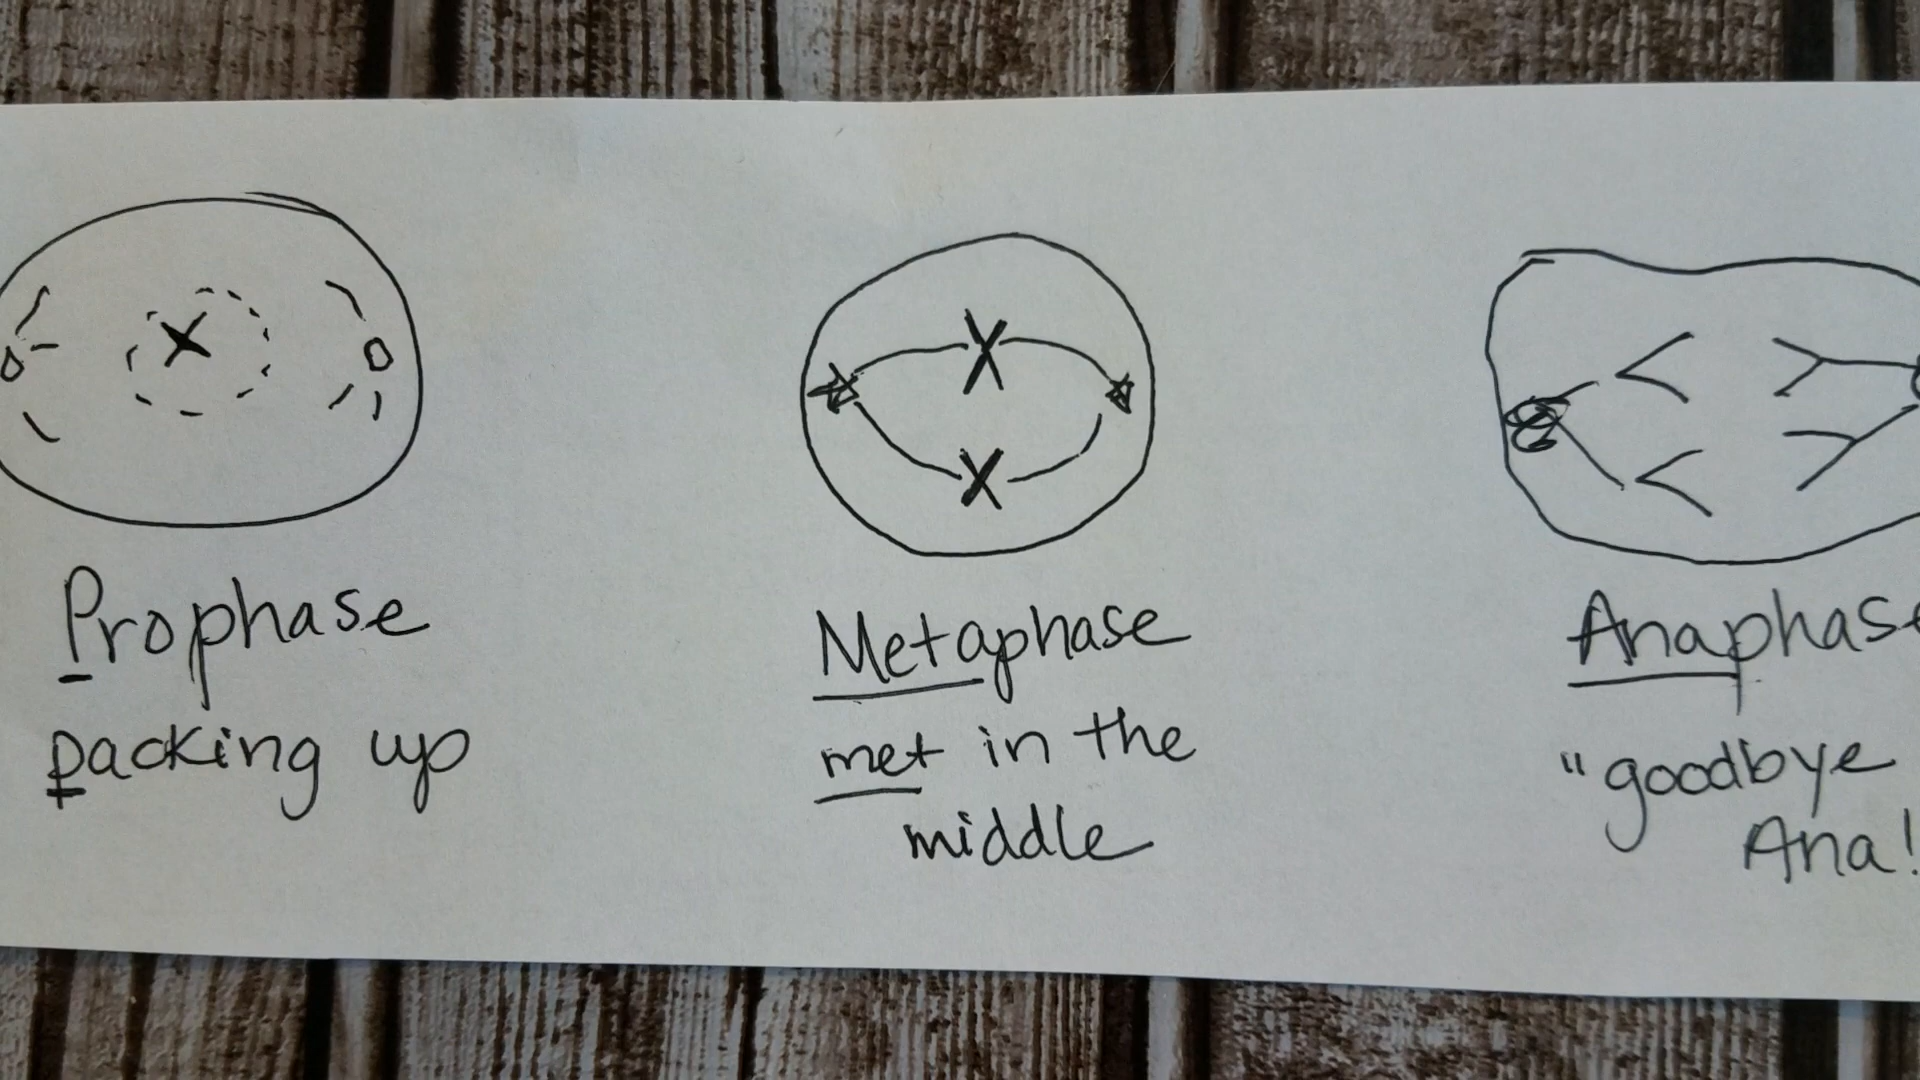 Prophase
packing up
Metaphase
met in the
middle
Anaphase
"goodbye
Ana!